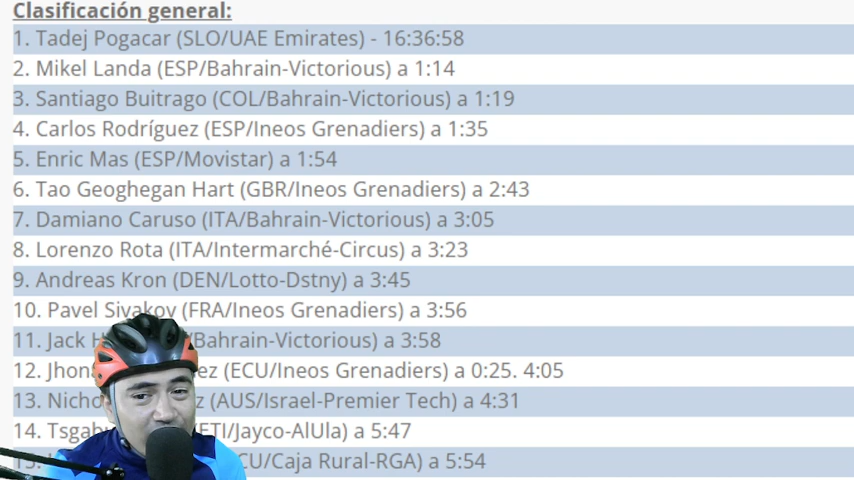 Clasificación general:
1. Tadej Pogacar (SLO/UAE Emirates) - 16:36:58
2. Mikel Landa (ESP/Bahrain-Victorious) a 1:14
3. Santiago Buitrago (COL/Bahrain-Victorious) a 1:19
4. Carlos Rodríguez (ESP/Ineos Grenadiers) a 1:35
5. Enric Mas (ESP/Movistar) a 1:54
6. Tao Geoghegan Hart (GBR/Ineos Grenadiers) a 2:43
7. Damiano Caruso (ITA/Bahrain-Victorious) a 3:05
8. Lorenzo Rota (ITA/Intermarché-Circus) a 3:23
9. Andreas Kron (DEN/Lotto-Dstny) a 3:45
10. Pavel Sivakov (FRA/Ineos Grenadiers) a 3:56
11. Jack /Bahrain-Victorious) a 3:58
12. (ECU/Ineos Grenadiers) a 0:25. 4:05
13. (AUS/Israel-Premier Tech) a 4:31
14. /Jayco-AlUla) a 5:47
/Caja Rural-RGA) a 5:54